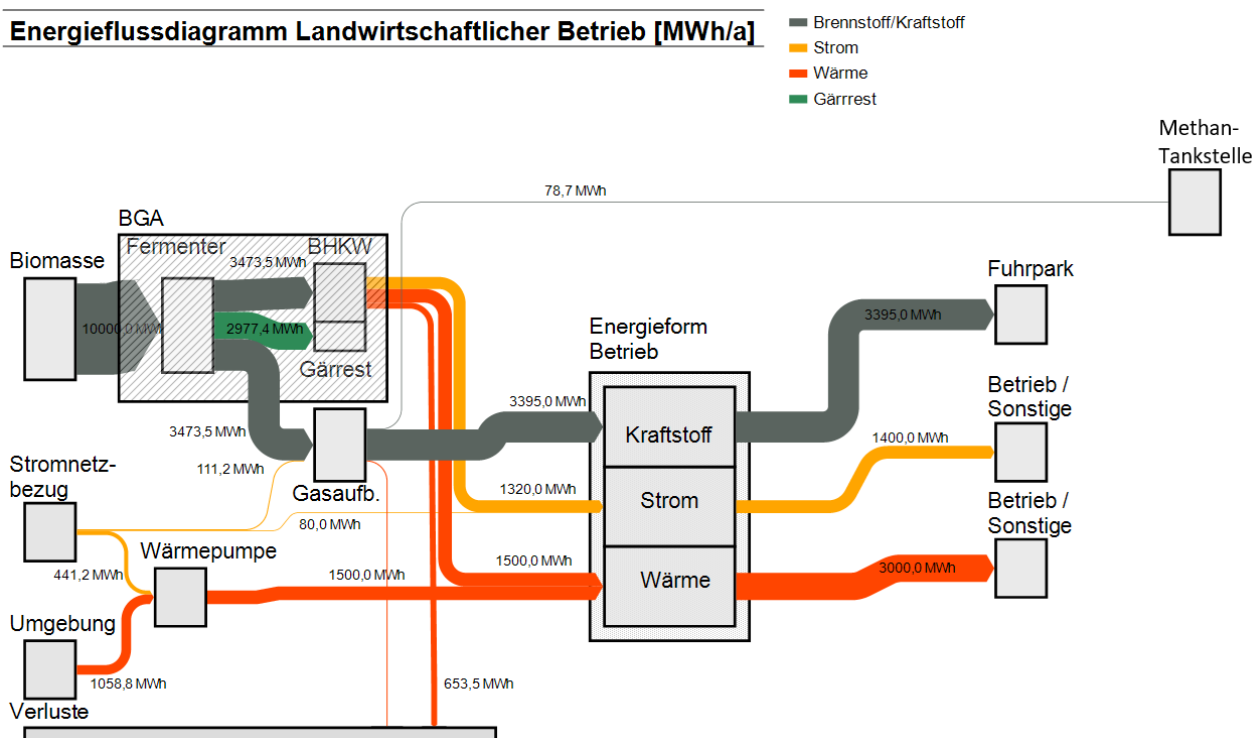 Energieflussdiagramm Landwirtschaftlicher Betrieb [MWh/a]
Brennstoff/Kraftstoff
Strom
Wärme
Gärrrest
Methan-
Tankstelle
78,7 MWh
BGA
Fermenter
BHKW
Biomasse
3473,5 MWh
10000,0 MWh
2977,4 MWh
Gärrest
Fuhrpark
3395,0 MWh
Energieform
Betrieb
Betrieb /
Sonstige
3395,0 MWh
Kraftstoff
1400,0 MWh
3473,5 MWh
111,2 MWh
Stromnetz-
bezug
Gasaufb.
1320,0 MWh
Strom
80,0 MWh
Betrieb /
Sonstige
Wärmepumpe
441,2 MWh
1500,0 MWh
1500,0 MWh
Wärme
3000,0 MWh
Umgebung
1058,8 MWh
653,5 MWh
Verluste